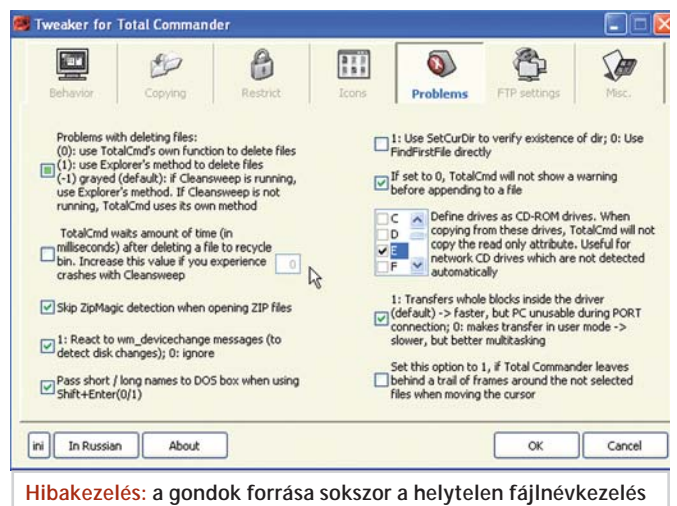 Tweaker for Total Commander
Behavior
Copying
Restrict
Icons
Problems
FTP settings
Misc.
Problems with deleting files:
(0): use TotalCmd's own function to delete files
(1): use Explorer's method to delete files
(-1) grayed (default): if Cleansweep is running,
use Explorer's method. If Cleansweep is not
running, TotalCmd uses its own method
TotalCmd waits amount of time (in
milliseconds) after deleting a file to recycle
bin. Increase this value if you experience
crashes with Cleansweep
0
Skip ZipMagic detection when opening ZIP files
1: React to wm_devicechange messages (to
detect disk changes); 0: ignore
Pass short / long names to DOS box when using
Shift+Enter(0/1)
1: Use SetCurDir to verify existence of dir; 0: Use
FindFirstFile directly
If set to 0, TotalCmd will not show a warning
before appending to a file
C
D
E
F
Define drives as CD-ROM drives. When
copying from these drives, TotalCmd will not
copy the read only attribute. Useful for
network CD drives which are not detected
automatically
1: Transfers whole blocks inside the driver
(default) -> faster, but PC unusable during PORT
connection; 0: makes transfer in user mode ->
slower, but better multitasking
Set this option to 1, if Total Commander leaves
behind a trail of frames around the not selected
files when moving the cursor
ini
In Russian
About
OK
Cancel
Hibakezelés: a gondok forrása sokszor a helytelen fájlnévkezelés